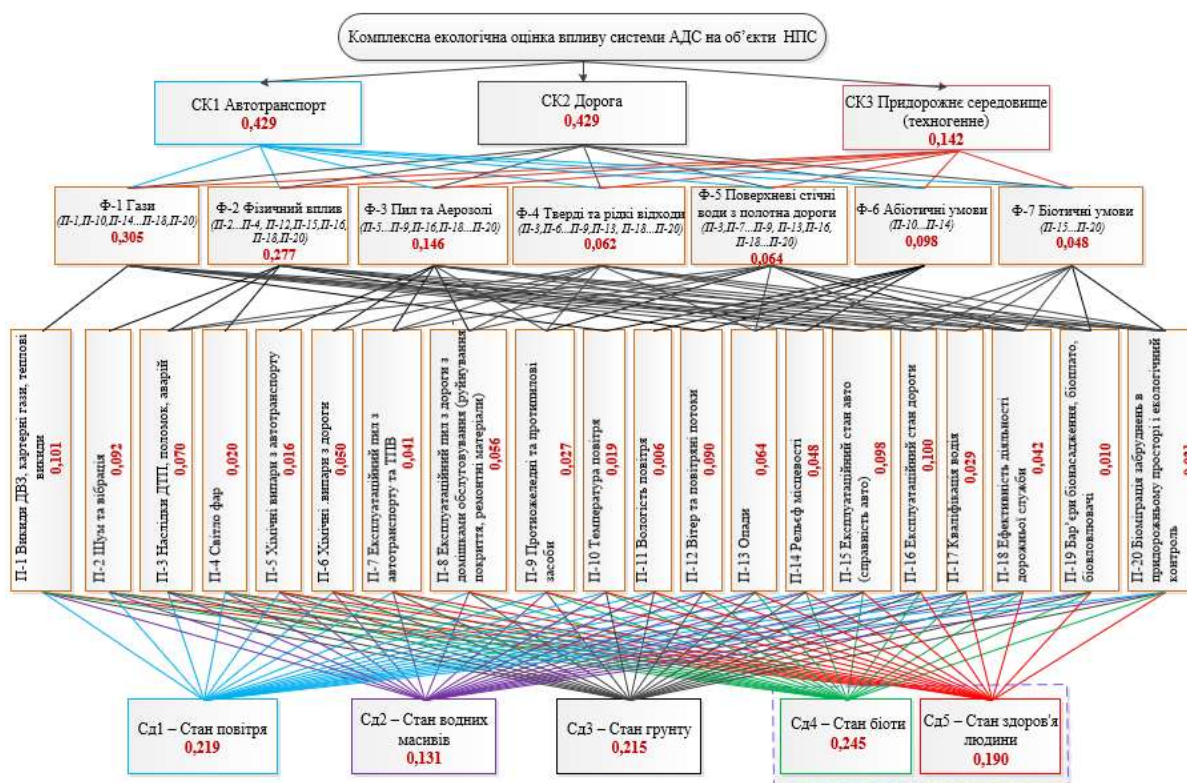 Комплексна екологічна оцінка впливу системи АДС на об’єкти НПС
СК1 Автотранспорт
0,429
СК2 Дорога
0,429
СК3 Придорожнє середовище
(техногенне)
0,142
Ф-1 Гази
(П-1,П-10,П-14...П-18,П-20)
0,305
Ф-2 Фізичний вплив
(П-2...П-4, П-12,П-15,П-16,
П-18,П-20)
0,277
Ф-3 Пил та Аерозолі
(П-5...П-9,П-16,П-18...П-20)
0,146
Ф-4 Тверді та рідкі відходи
(П-3,П-6...П-9,П-13, П-18...П-20)
0,062
Ф-5 Поверхневі стічні
води з полотна дороги
(П-3,П-7...П-9, П-13,П-16,
П-18...П-20)
0,064
Ф-6 Абіотичні умови
(П-10...П-14)
0,098
Ф-7 Біотичні умови
(П-15...П-20)
0,048
П-1 Викиди ДВЗ, картерні гази, теплові
викиди
0,101
П-2 Шум та вібрація
0,092
П-3 Наслідки ДТП, поломок, аварій
0,070
П-4 Світло фар
0,020
П-5 Хімічні випари з автотранспорту
0,016
П-6 Хімічні випари з дороги
0,050
П-7 Експлуатаційний пил з
автотранспорту та ТПВ
0,041
П-8 Експлуатаційний пил з дороги з
домішками обслуговування (руйнування
покриття, ремонтні матеріали)
0,056
П-9 Протиожеледні та протипилові
засоби
0,027
П-10 Температура повітря
0,019
П-11 Вологість повітря
0,006
П-12 Вітер та повітряні потоки
0,090
П-13 Опади
0,064
П-14 Рельєф місцевості
0,048
П-15 Експлуатаційний стан авто
(справність авто)
0,098
П-16 Експлуатаційний стан дороги
0,100
П-17 Кваліфікація водія
0,029
П-18 Ефективність діяльності
дорожньої служби
0,042
П-19 Бар’єри біонасадження, біоплато,
біовловлювачі
0,010
П-20 Біоміграція забруднень в
придорожньому просторі і екологічний
контроль
Сд1 – Стан повітря
0,219
Сд2 – Стан водних
масивів
0,131
Сд3 – Стан грунту
0,215
Сд4 – Стан біоти
0,245
Сд5 – Стан здоров'я
людини
0,190